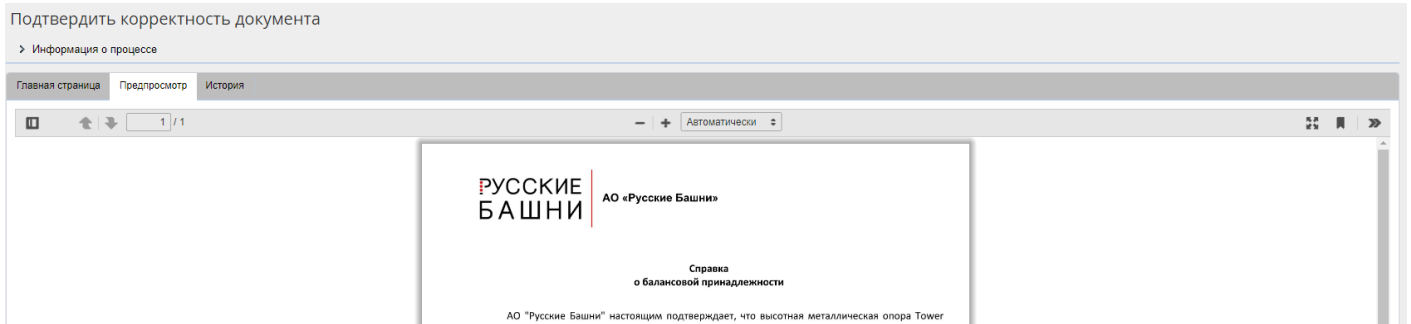 Подтвердить корректность документа
Информация о процессе
Главная страница Предпросмотр История
1 / 1 Автоматически
РУССКИЕ
БАШНИ
АО «Русские Башни»
Справка
о балансовой принадлежности
АО "Русские Башни" настоящим подтверждает, что высотная металлическая опора Tower